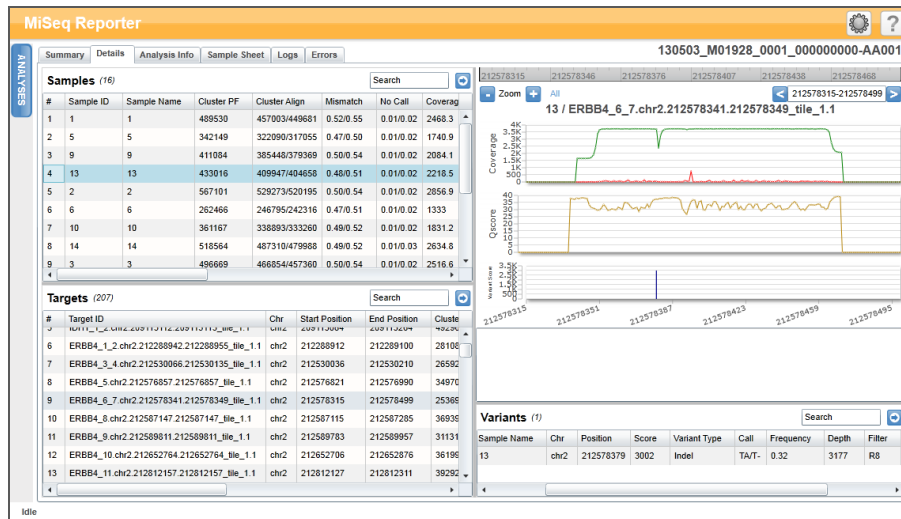 MiSeq Reporter
?
ANALYSES
Summary Details Analysis Info Sample Sheet Logs Errors
130503_M01928_0001_000000000-AA001
Samples (16) Search
# Sample ID Sample Name Cluster PF Cluster Align Mismatch No Call Coverag
1 1 1 489530 457003/449681 0.52/0.55 0.01/0.02 2468.3
2 5 5 342149 322090/317055 0.47/0.50 0.01/0.02 1740.9
3 9 9 411084 385448/379369 0.50/0.54 0.01/0.02 2084.1
4 13 13 433016 409947/404658 0.48/0.51 0.01/0.02 2218.5
5 2 2 567101 529273/520195 0.50/0.54 0.01/0.02 2856.9
6 6 6 262466 246795/242316 0.47/0.51 0.01/0.02 1333
7 10 10 361167 338893/333260 0.49/0.52 0.01/0.02 1831.2
8 14 14 518564 487310/479988 0.49/0.52 0.01/0.03 2634.8
9 3 3 496669 466854/457360 0.50/0.54 0.01/0.02 2516.6
Targets (207) Search
# Target ID Chr Start Position End Position Cluste
6 ERBB4_1_2.chr2.212288942.212288955_tile_1.1 chr2 212288912 212289100 28108
7 ERBB4_3_4.chr2.212530066.212530135_tile_1.1 chr2 212530036 212530210 26592
8 ERBB4_5.chr2.212576857.212576857_tile_1.1 chr2 212576821 212576990 34970
9 ERBB4_6_7.chr2.212578341.212578349_tile_1.1 chr2 212578315 212578499 25369
10 ERBB4_8.chr2.212587147.212587147_tile_1.1 chr2 212587115 212587285 36939
11 ERBB4_9.chr2.212589811.212589811_tile_1.1 chr2 212589783 212589957 31131
12 ERBB4_10.chr2.212652764.212652764_tile_1.1 chr2 212652706 212652876 36199
13 ERBB4_11.chr2.212812157.212812157_tile_1.1 chr2 212812127 212812311 39292
212578315 212578346 212578376 212578407 212578438 212578468
- Zoom + All < 212578315-212578499 >
13 / ERBB4_6_7.chr2.212578341.212578349_tile_1.1
Coverage
4K
3.5K
3K
2.5K
2K
1.5K
1K
500
0
Qscore
40
35
30
25
20
15
10
5
0
Variant Score
3.5K
3K
2.5K
2K
1.5K
1K
500
0
212578315 212578351 212578387 212578423 212578459 212578495
Variants (1) Search
Sample Name Chr Position Score Variant Type Call Frequency Depth Filter
13 chr2 212578379 3002 Indel TA/T- 0.32 3177 R8
Idle